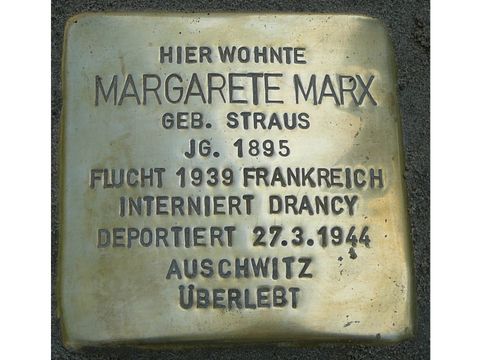 HIER WOHNTE
MARGARETE MARX
GEB. STRAUS
JG. 1895
FLUCHT 1939 FRANKREICH
INTERNIERT DRANCY
DEPORTIERT 27.3.1944
AUSCHWITZ
ÜBERLEBT